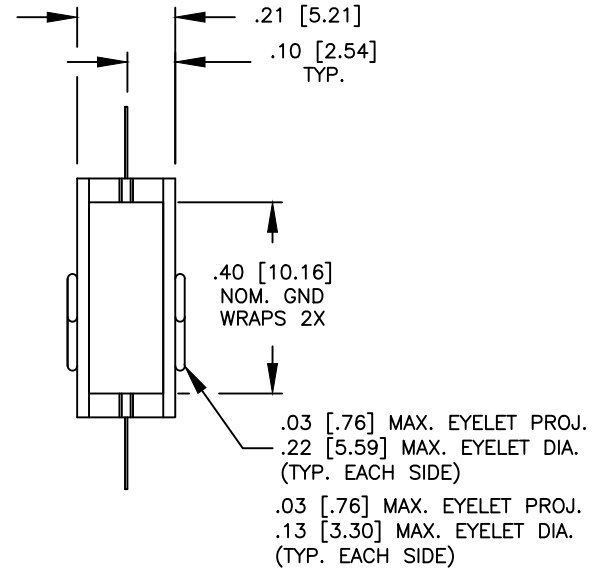 .21 [5.21]
.10 [2.54]
TYP.
.40 [10.16]
NOM. GND
WRAPS 2X
.03 [.76] MAX. EYELET PROJ.
.22 [5.59] MAX. EYELET DIA.
(TYP. EACH SIDE)
.03 [.76] MAX. EYELET PROJ.
.13 [3.30] MAX. EYELET DIA.
(TYP. EACH SIDE)